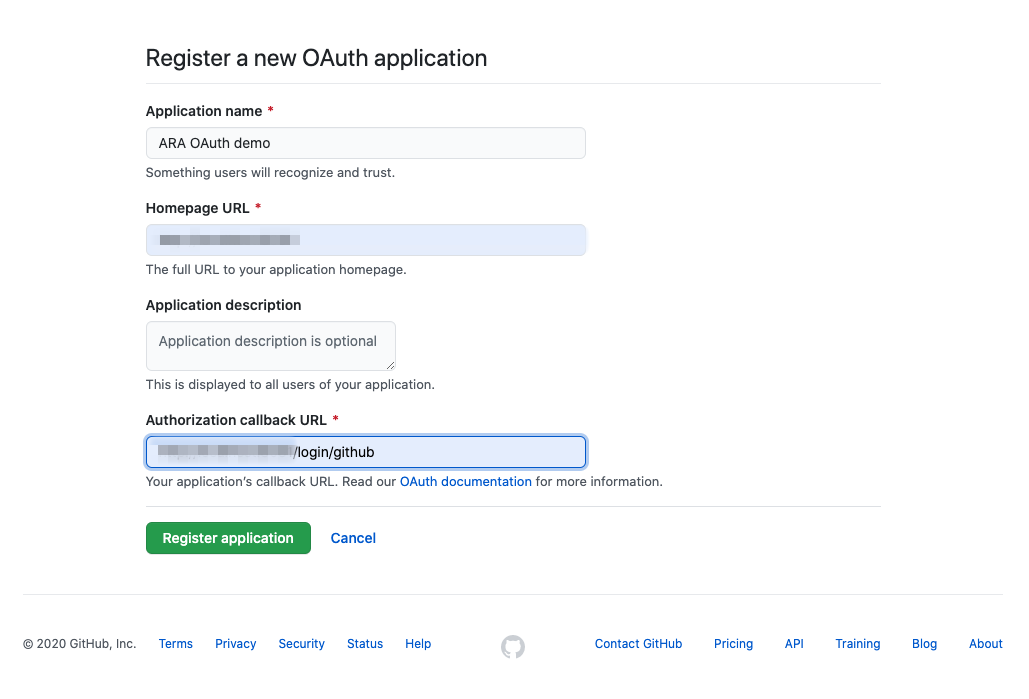 Register a new OAuth application
Application name *
ARA OAuth demo
Something users will recognize and trust.
Homepage URL *
The full URL to your application homepage.
Application description
Application description is optional
This is displayed to all users of your application.
Authorization callback URL *
/login/github
Your application's callback URL. Read our OAuth documentation for more information.
Register application Cancel
© 2020 GitHub, Inc. Terms Privacy Security Status Help Contact GitHub Pricing API Training Blog About